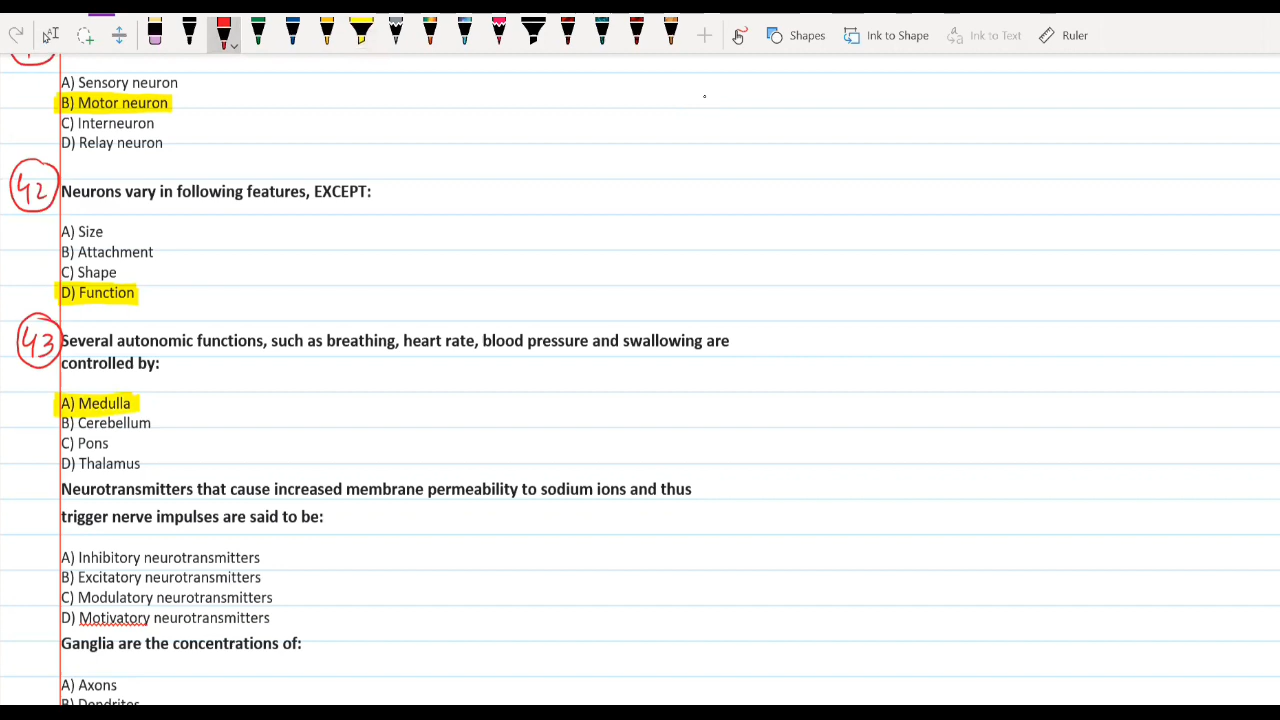 Shapes
Ink to Shape
Ink to Text
Ruler
A) Sensory neuron
B) Motor neuron
C) Interneuron
D) Relay neuron
42
Neurons vary in following features, EXCEPT:
A) Size
B) Attachment
C) Shape
D) Function
43
Several autonomic functions, such as breathing, heart rate, blood pressure and swallowing are
controlled by:
A) Medulla
B) Cerebellum
C) Pons
D) Thalamus
Neurotransmitters that cause increased membrane permeability to sodium ions and thus
trigger nerve impulses are said to be:
A) Inhibitory neurotransmitters
B) Excitatory neurotransmitters
C) Modulatory neurotransmitters
D) Motivatory neurotransmitters
Ganglia are the concentrations of:
A) Axons
B) Dendrites